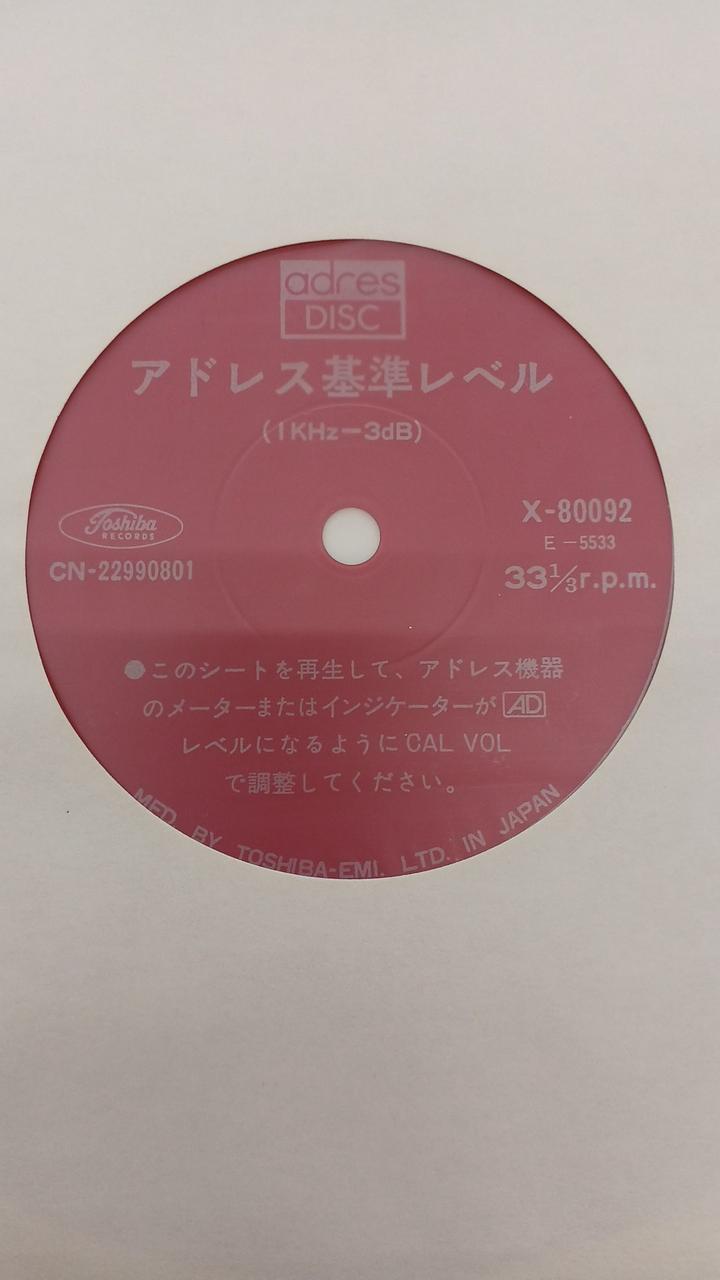 adres
DISC
アドレス基準レベル
(1KHz−3dB)
Toshiba
RECORDS
CN-22990801
X-80092
E−5533
33⅓r.p.m.
●このシートを再生して、アドレス機器
のメーターまたはインジケーターが AD
レベルになるようにCAL VOL
で調整してください。
MFD. BY TOSHIBA-EMI. LTD. IN JAPAN